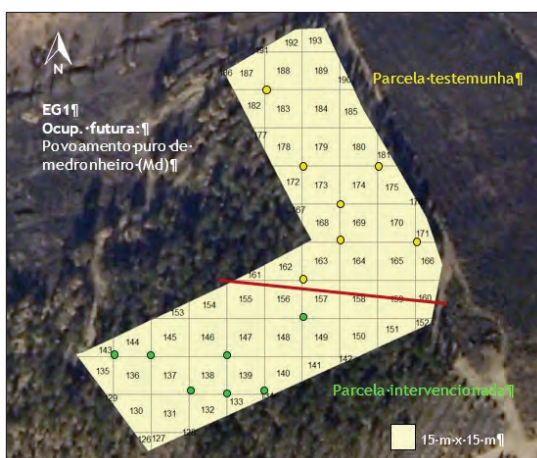 192 193
191
186 187 188 189
190
Parcela·testemunha¶
N
182 183 184 185
EG1¶
Ocup.·futura:¶
Povoamento·puro·de·
medronheiro·(Md)¶
177
178 179 180 181
172 173 174 175
167
168 169 170 171
161 162 163 164 165 166
153 154 155 156 157 158 159 160
143 144 145 146 147 148 149 150 151 152
135 136 137 138 139 140 141 142
129
130 131 132 133
126 127
Parcela·intervencionada¶
15·m·x·15·m¶